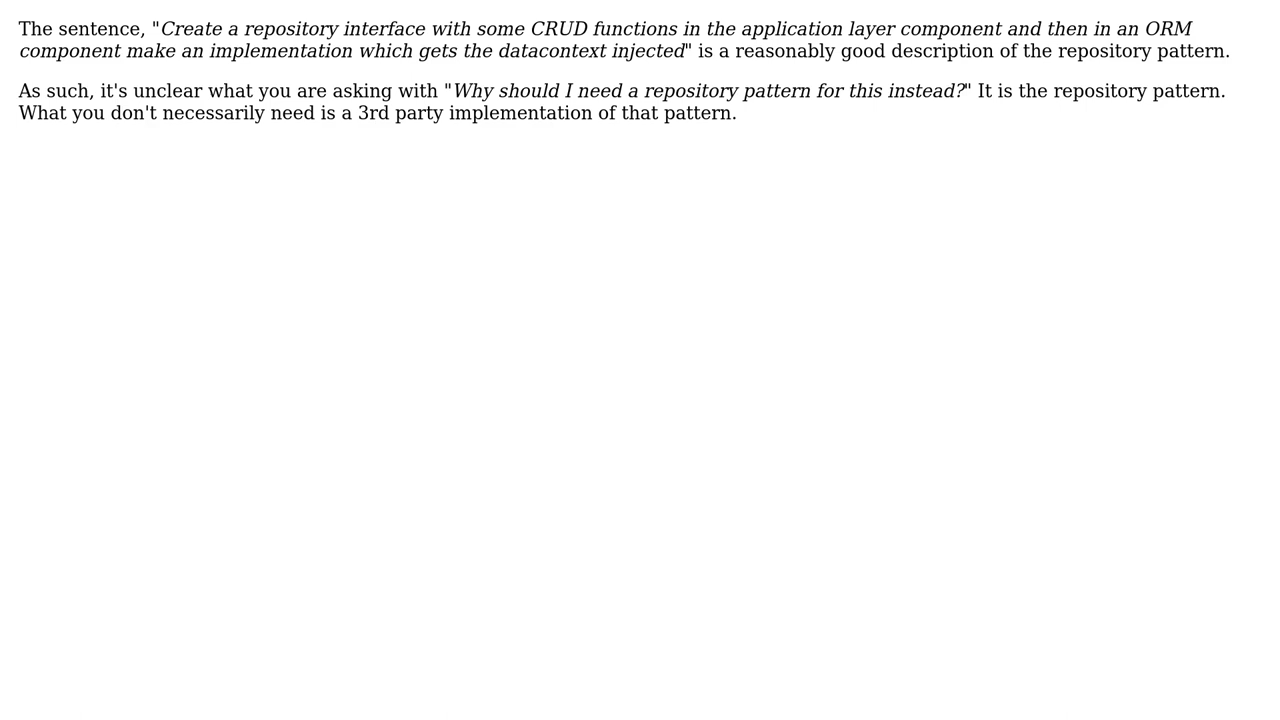 The sentence, "Create a repository interface with some CRUD functions in the application layer component and then in an ORM
component make an implementation which gets the datacontext injected" is a reasonably good description of the repository pattern.
As such, it's unclear what you are asking with "Why should I need a repository pattern for this instead?" It is the repository pattern.
What you don't necessarily need is a 3rd party implementation of that pattern.